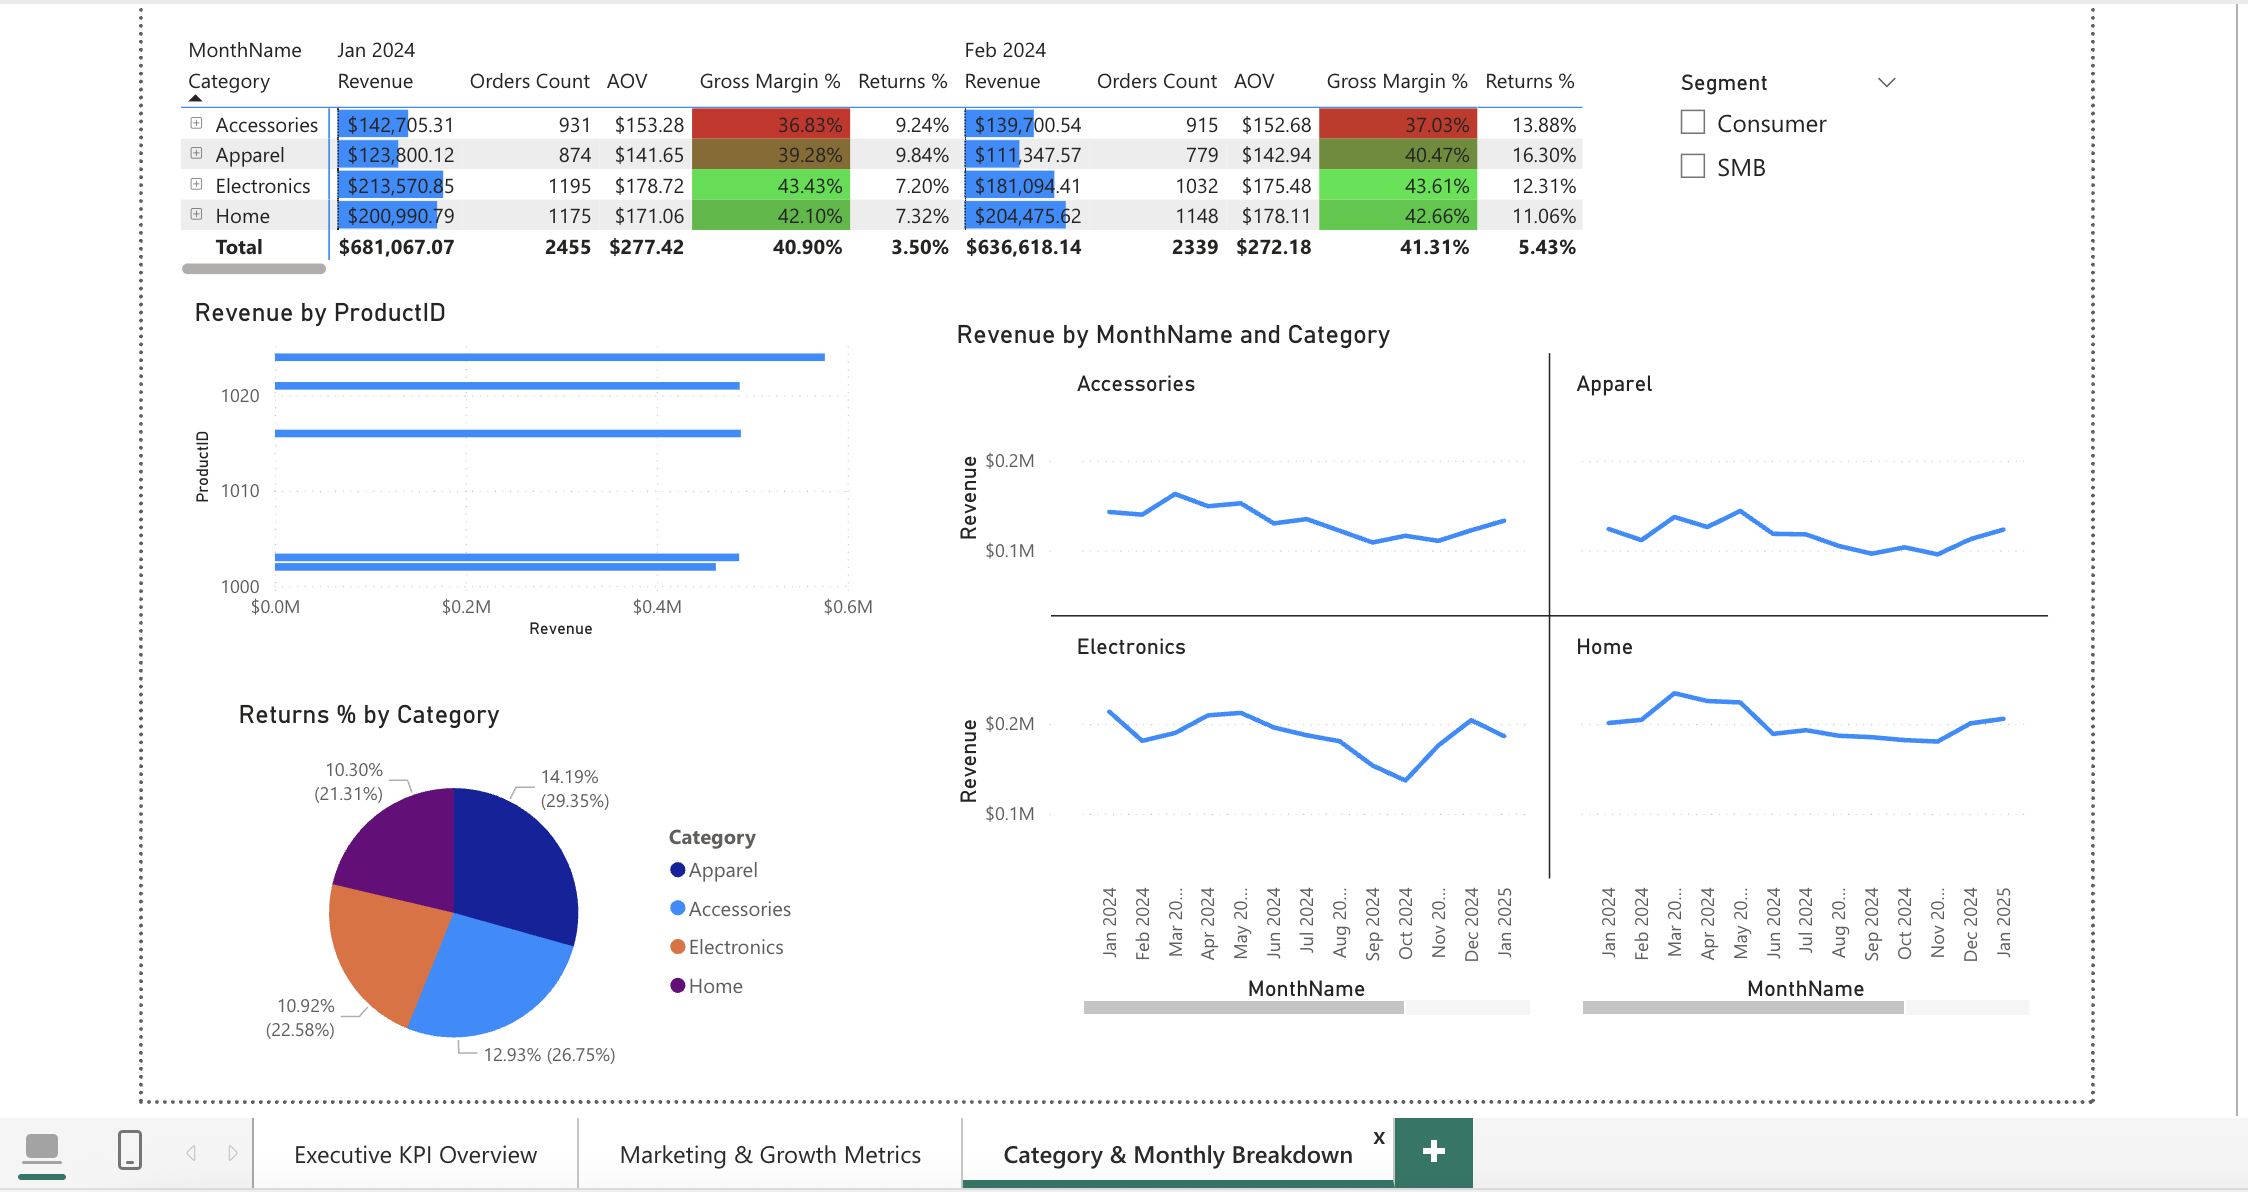 MonthName Jan 2024 Feb 2024
Category Revenue Orders Count AOV Gross Margin % Returns % Revenue Orders Count AOV Gross Margin % Returns %
Accessories $142,705.31 931 $153.28 36.83% 9.24% $139,700.54 915 $152.68 37.03% 13.88%
Apparel $123,800.12 874 $141.65 39.28% 9.84% $111,347.57 779 $142.94 40.47% 16.30%
Electronics $213,570.85 1195 $178.72 43.43% 7.20% $181,094.41 1032 $175.48 43.61% 12.31%
Home $200,990.79 1175 $171.06 42.10% 7.32% $204,475.62 1148 $178.11 42.66% 11.06%
Total $681,067.07 2455 $277.42 40.90% 3.50% $636,618.14 2339 $272.18 41.31% 5.43%
Segment
Consumer
SMB
Revenue by ProductID
ProductID
1020
1010
1000
$0.0M $0.2M $0.4M $0.6M
Revenue
Revenue by MonthName and Category
Accessories
Apparel
Revenue
$0.2M
$0.1M
Electronics
Home
Revenue
$0.2M
$0.1M
Jan 2024 Feb 2024 Mar 20... Apr 2024 May 20... Jun 2024 Jul 2024 Aug 20... Sep 2024 Oct 2024 Nov 20... Dec 2024 Jan 2025
Jan 2024 Feb 2024 Mar 20... Apr 2024 May 20... Jun 2024 Jul 2024 Aug 20... Sep 2024 Oct 2024 Nov 20... Dec 2024 Jan 2025
MonthName
MonthName
Returns % by Category
10.30%
(21.31%)
14.19%
(29.35%)
10.92%
(22.58%)
12.93% (26.75%)
Category
Apparel
Accessories
Electronics
Home
Executive KPI Overview
Marketing & Growth Metrics
Category & Monthly Breakdown
x
+